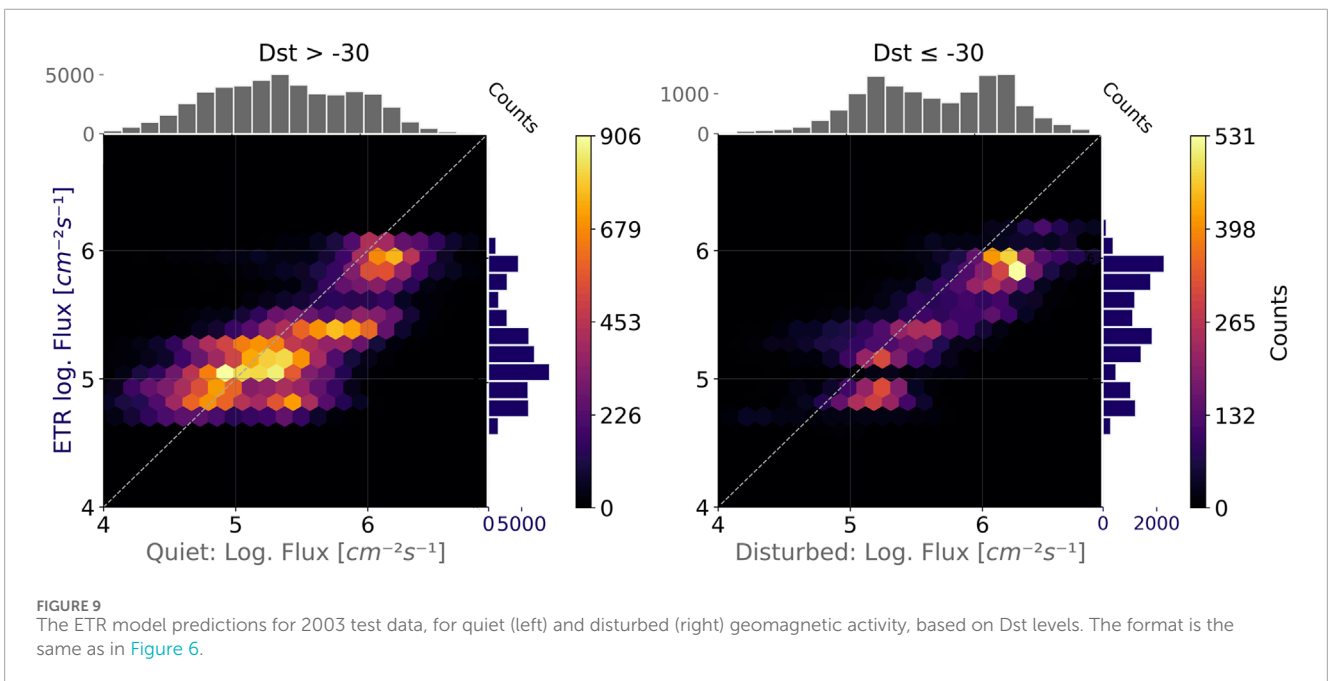 Dst > -30
5000
0
Counts
906
679
453
226
0
ETR log. Flux [cm⁻²s⁻¹]
6
5
4
4 5 6
0 5000
Quiet: Log. Flux [cm⁻²s⁻¹]
Dst ≤ -30
1000
0
Counts
531
398
265
132
0
Counts
4 5 6
0 2000
Disturbed: Log. Flux [cm⁻²s⁻¹]
FIGURE 9
The ETR model predictions for 2003 test data, for quiet (left) and disturbed (right) geomagnetic activity, based on Dst levels. The format is the
same as in Figure 6.